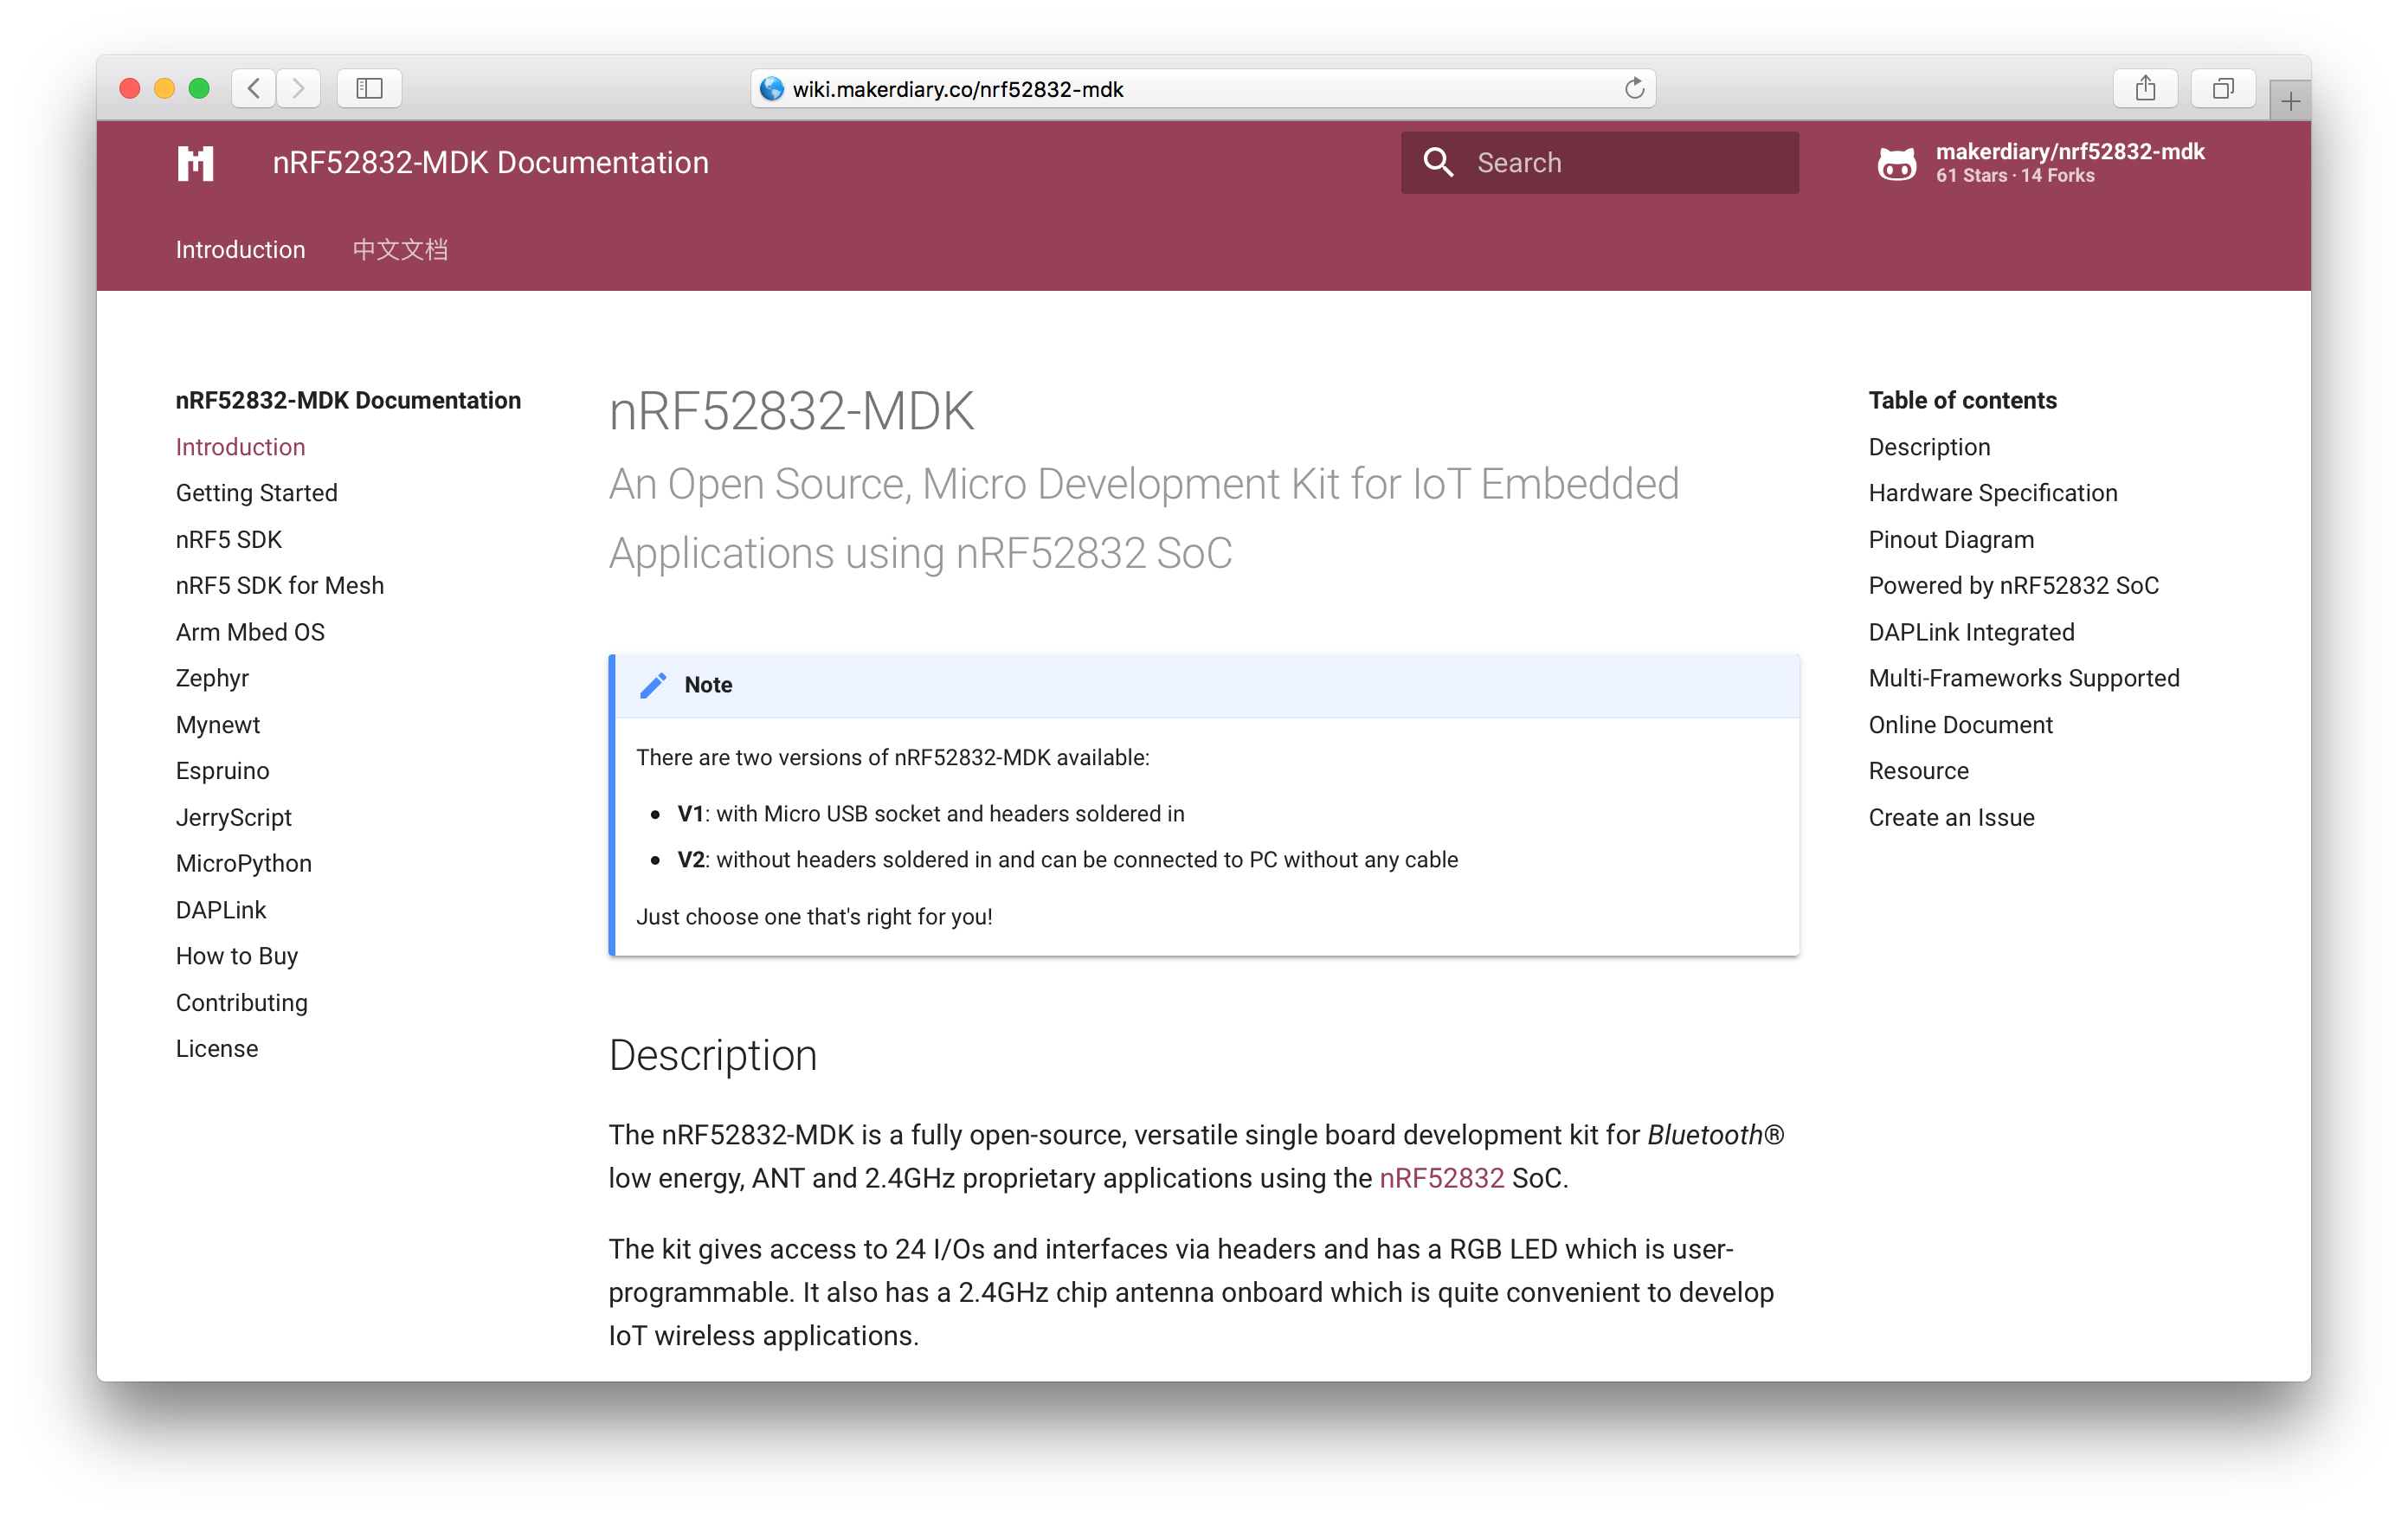 wiki.makerdiary.co/nrf52832-mdk
nRF52832-MDK Documentation
Search
makerdiary/nrf52832-mdk
61 Stars · 14 Forks
Introduction
中文文档
nRF52832-MDK Documentation
Introduction
Getting Started
nRF5 SDK
nRF5 SDK for Mesh
Arm Mbed OS
Zephyr
Mynewt
Espruino
JerryScript
MicroPython
DAPLink
How to Buy
Contributing
License
nRF52832-MDK
An Open Source, Micro Development Kit for IoT Embedded
Applications using nRF52832 SoC
Note
There are two versions of nRF52832-MDK available:
• V1: with Micro USB socket and headers soldered in
• V2: without headers soldered in and can be connected to PC without any cable
Just choose one that's right for you!
Description
The nRF52832-MDK is a fully open-source, versatile single board development kit for Bluetooth®
low energy, ANT and 2.4GHz proprietary applications using the nRF52832 SoC.
The kit gives access to 24 I/Os and interfaces via headers and has a RGB LED which is user-
programmable. It also has a 2.4GHz chip antenna onboard which is quite convenient to develop
IoT wireless applications.
Table of contents
Description
Hardware Specification
Pinout Diagram
Powered by nRF52832 SoC
DAPLink Integrated
Multi-Frameworks Supported
Online Document
Resource
Create an Issue